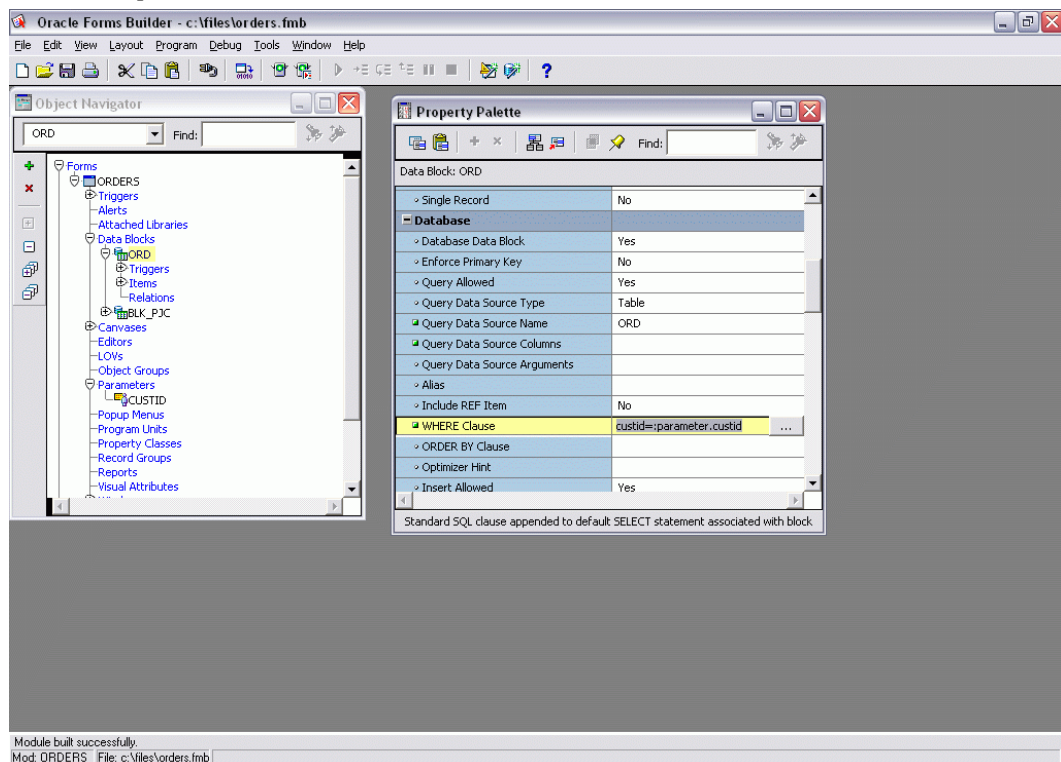 Oracle Forms Builder - c:\files\orders.fmb
File Edit View Layout Program Debug Tools Window Help
Object Navigator
ORD Find:
Forms
ORDERS
Triggers
Alerts
Attached Libraries
Data Blocks
ORD
Triggers
Items
Relations
BLK_PJC
Canvases
Editors
LOVs
Object Groups
Parameters
CUSTID
Popup Menus
Program Units
Property Classes
Record Groups
Reports
Visual Attributes
Property Palette
Find:
Data Block: ORD
Single Record No
Database
Database Data Block Yes
Enforce Primary Key No
Query Allowed Yes
Query Data Source Type Table
Query Data Source Name ORD
Query Data Source Columns
Query Data Source Arguments
Alias
Include REF Item No
WHERE Clause custid=:parameter.custid ...
ORDER BY Clause
Optimizer Hint
Insert Allowed Yes
Standard SQL clause appended to default SELECT statement associated with block
Module built successfully.
Mod: ORDERS File: c:\files\orders.fmb